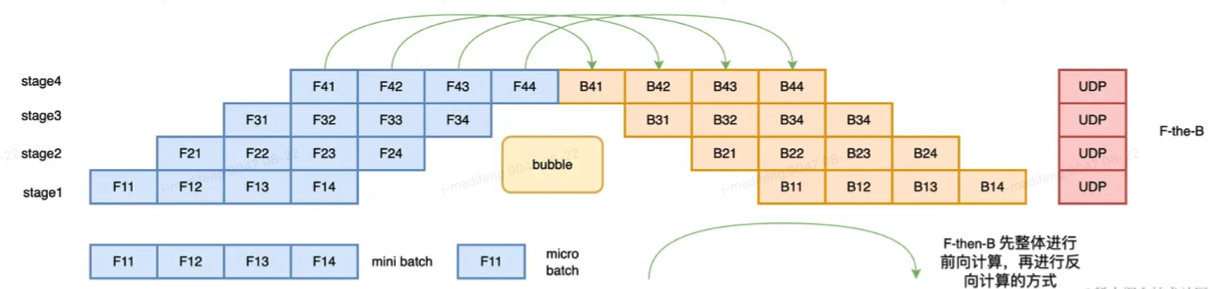 stage4 F41 F42 F43 F44 B41 B42 B43 B44 UDP
stage3 F31 F32 F33 F34 B31 B32 B34 B34 UDP
F-the-B
stage2 F21 F22 F23 F24 bubble B21 B22 B23 B24 UDP
stage1 F11 F12 F13 F14 B11 B12 B13 B14 UDP
F11 F12 F13 F14 mini batch F11 micro
batch
F-then-B 先整体进行
前向计算，再进行反
向计算的方式